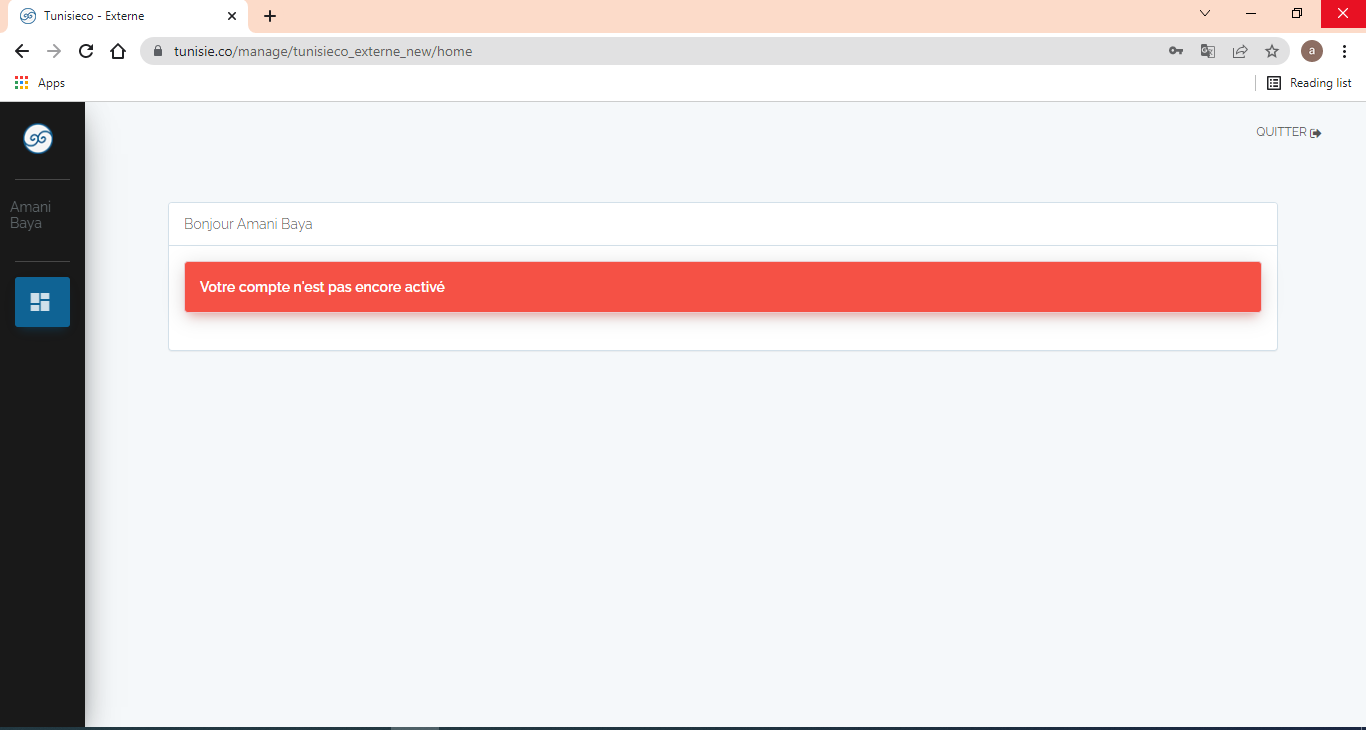 Tunisieco - Externe
tunisie.co/manage/tunisieco_externe_new/home
a
Apps
Reading list
QUITTER
Amani
Baya
Bonjour Amani Baya
Votre compte n'est pas encore activé